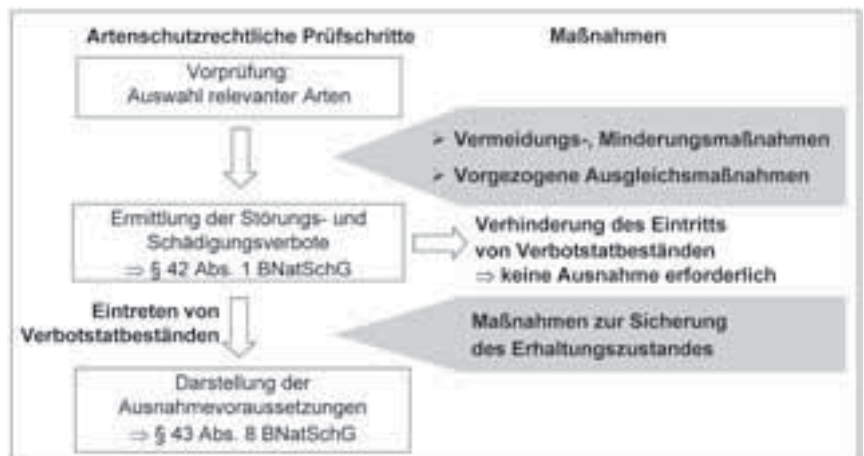 Artenschutzrechtliche Prüfschritte
Maßnahmen
Vorprüfung:
Auswahl relevanter Arten
➢ Vermeidungs-, Minderungsmaßnahmen
➢ Vorgezogene Ausgleichsmaßnahmen
Ermittlung der Störungs- und
Schädigungsverbote
⇒ § 42 Abs. 1 BNatSchG
Verhinderung des Eintritts
von Verbotstatbeständen
⇒ keine Ausnahme erforderlich
Eintreten von
Verbotstatbeständen
Maßnahmen zur Sicherung
des Erhaltungszustandes
Darstellung der
Ausnahmevoraussetzungen
⇒ § 43 Abs. 8 BNatSchG